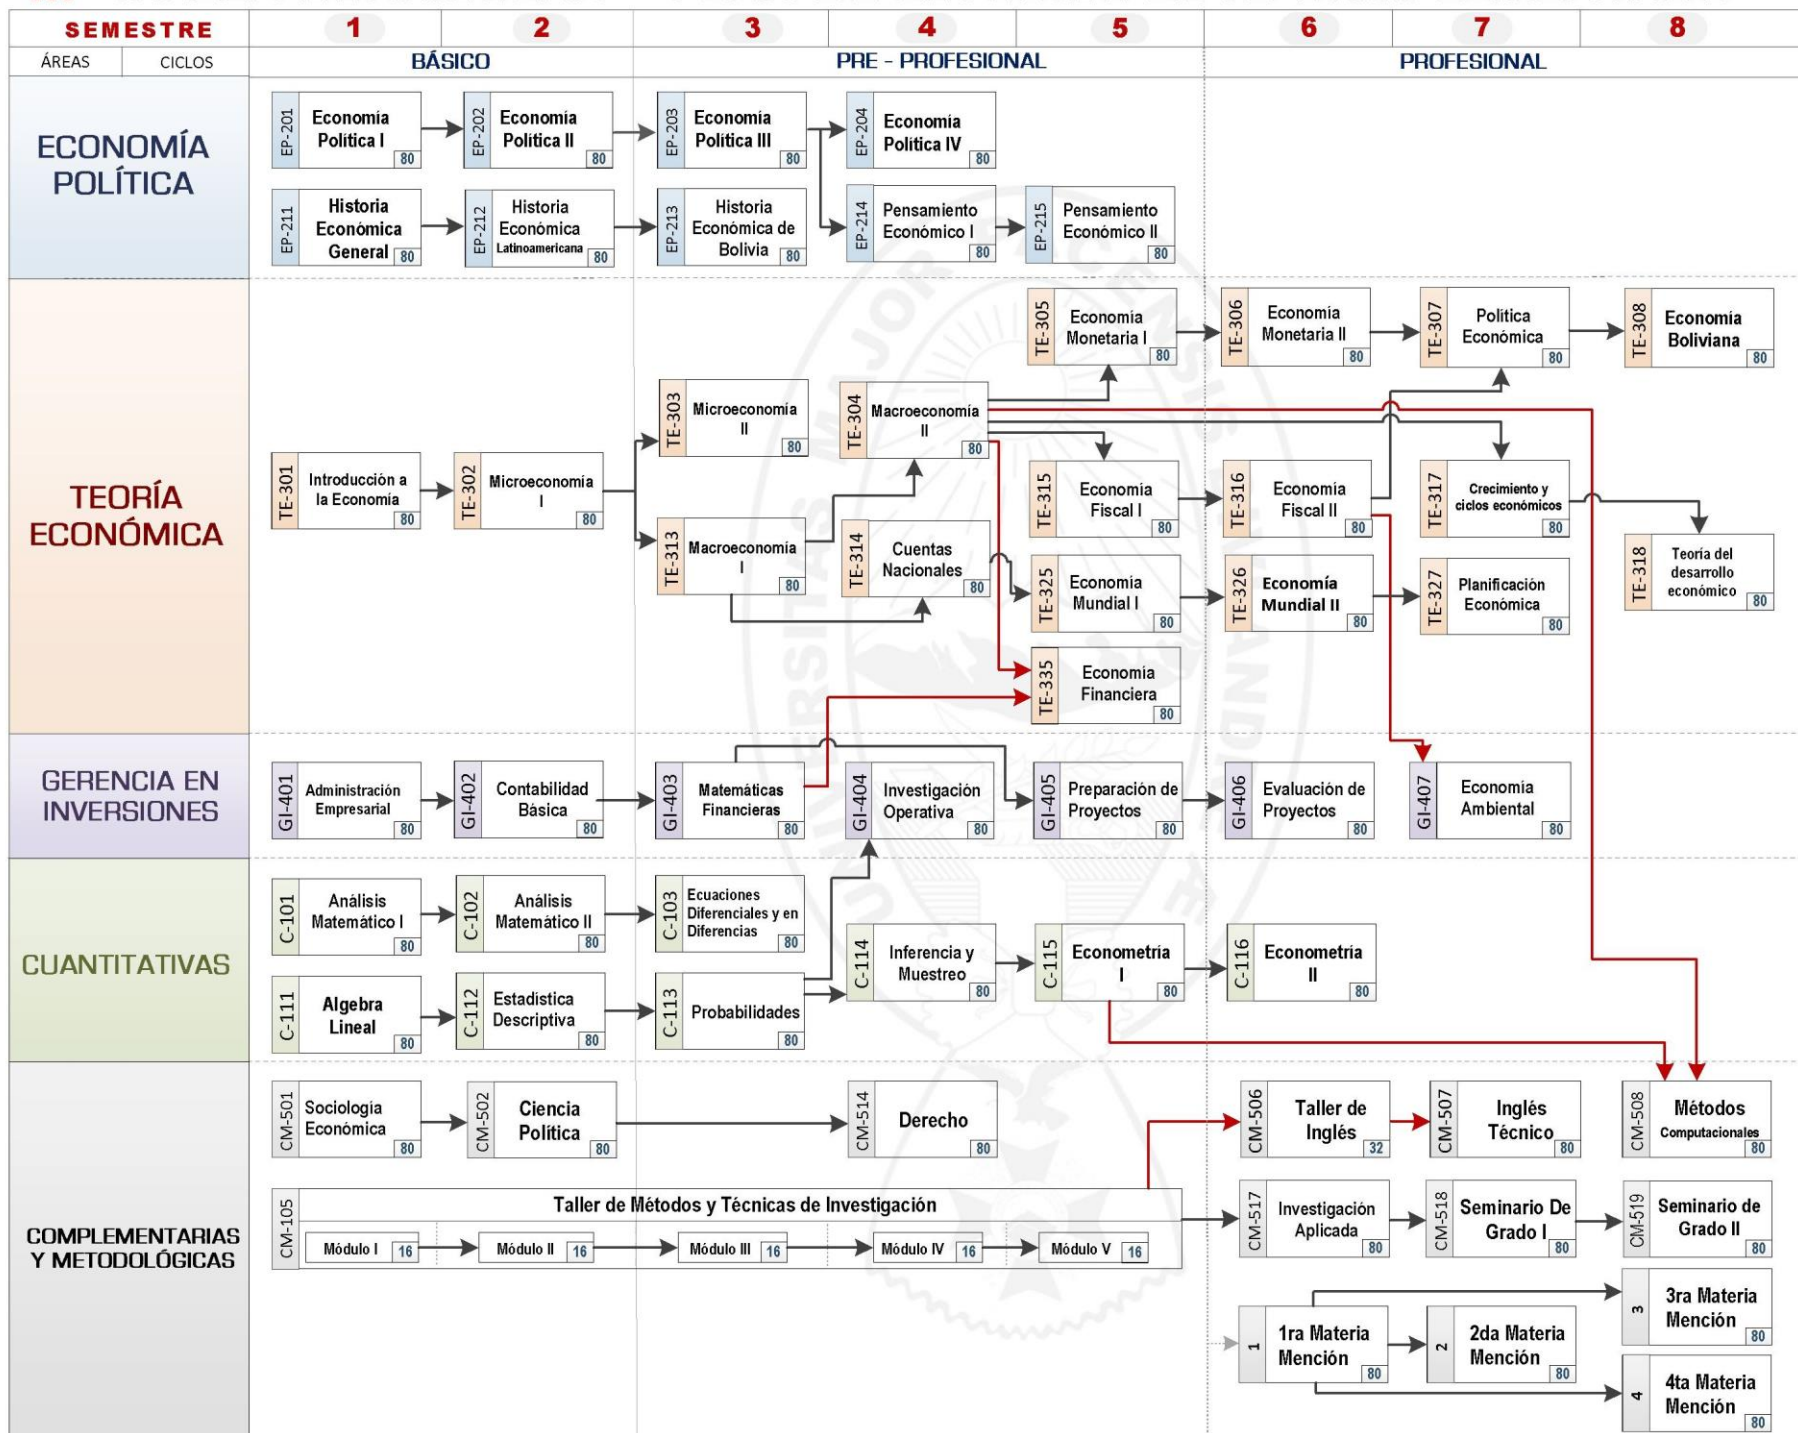 SEMESTRE 1 2 3 4 5 6 7 8
ÁREAS CICLOS BÁSICO PRE - PROFESIONAL PROFESIONAL
ECONOMÍA
POLÍTICA
EP-201
Economía
Política I
80
EP-202
Economía
Política II
80
EP-203
Economía
Política III
80
EP-204
Economía
Política IV
80
EP-211
Historia
Económica
General
80
EP-212
Historia
Económica
Latinoamericana
80
EP-213
Historia
Económica de
Bolivia
80
EP-214
Pensamiento
Económico I
80
EP-215
Pensamiento
Económico II
80
TEORÍA
ECONÓMICA
TE-305
Economía
Monetaria I
80
TE-306
Economía
Monetaria II
80
TE-307
Política
Económica
80
TE-308
Economía
Boliviana
80
TE-303
Microeconomía
II
80
TE-304
Macroeconomía
II
80
TE-301
Introducción a
la Economía
80
TE-302
Microeconomía
I
80
TE-315
Economía
Fiscal I
80
TE-316
Economía
Fiscal II
80
TE-317
Crecimiento y
ciclos económicos
80
TE-313
Macroeconomía
I
80
TE-314
Cuentas
Nacionales
80
TE-325
Economía
Mundial I
80
TE-326
Economía
Mundial II
80
TE-327
Planificación
Económica
80
TE-318
Teoría del
desarrollo
económico
80
TE-335
Economía
Financiera
80
GERENCIA EN
INVERSIONES
GI-401
Administración
Empresarial
80
GI-402
Contabilidad
Básica
80
GI-403
Matemáticas
Financieras
80
GI-404
Investigación
Operativa
80
GI-405
Preparación de
Proyectos
80
GI-406
Evaluación de
Proyectos
80
GI-407
Economía
Ambiental
80
CUANTITATIVAS
C-101
Análisis
Matemático I
80
C-102
Análisis
Matemático II
80
C-103
Ecuaciones
Diferenciales y en
Diferencias
80
C-114
Inferencia y
Muestreo
80
C-115
Econometría
I
80
C-116
Econometría
II
80
C-111
Algebra
Lineal
80
C-112
Estadística
Descriptiva
80
C-113
Probabilidades
80
COMPLEMENTARIAS
Y METODOLÓGICAS
CM-501
Sociología
Económica
80
CM-502
Ciencia
Política
80
CM-514
Derecho
80
CM-506
Taller de
Inglés
32
CM-507
Inglés
Técnico
80
CM-508
Métodos
Computacionales
80
CM-105
Taller de Métodos y Técnicas de Investigación
Módulo I 16
Módulo II 16
Módulo III 16
Módulo IV 16
Módulo V 16
CM-517
Investigación
Aplicada
80
CM-518
Seminario De
Grado I
80
CM-519
Seminario de
Grado II
80
1
1ra Materia
Mención
80
2
2da Materia
Mención
80
3
3ra Materia
Mención
80
4
4ta Materia
Mención
80